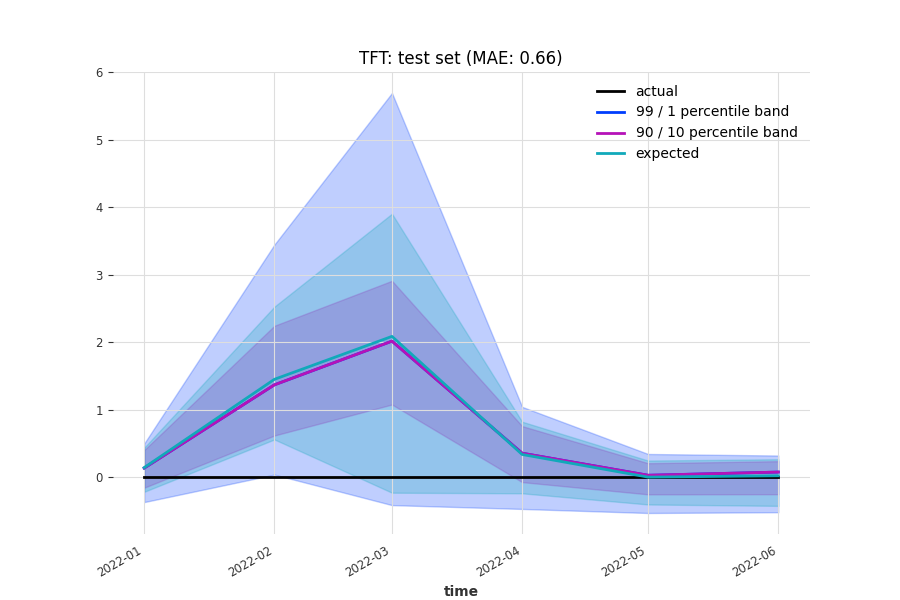 TFT: test set (MAE: 0.66)
actual
99 / 1 percentile band
90 / 10 percentile band
expected
6
5
4
3
2
1
0
2022-01
2022-02
2022-03
2022-04
2022-05
2022-06
time